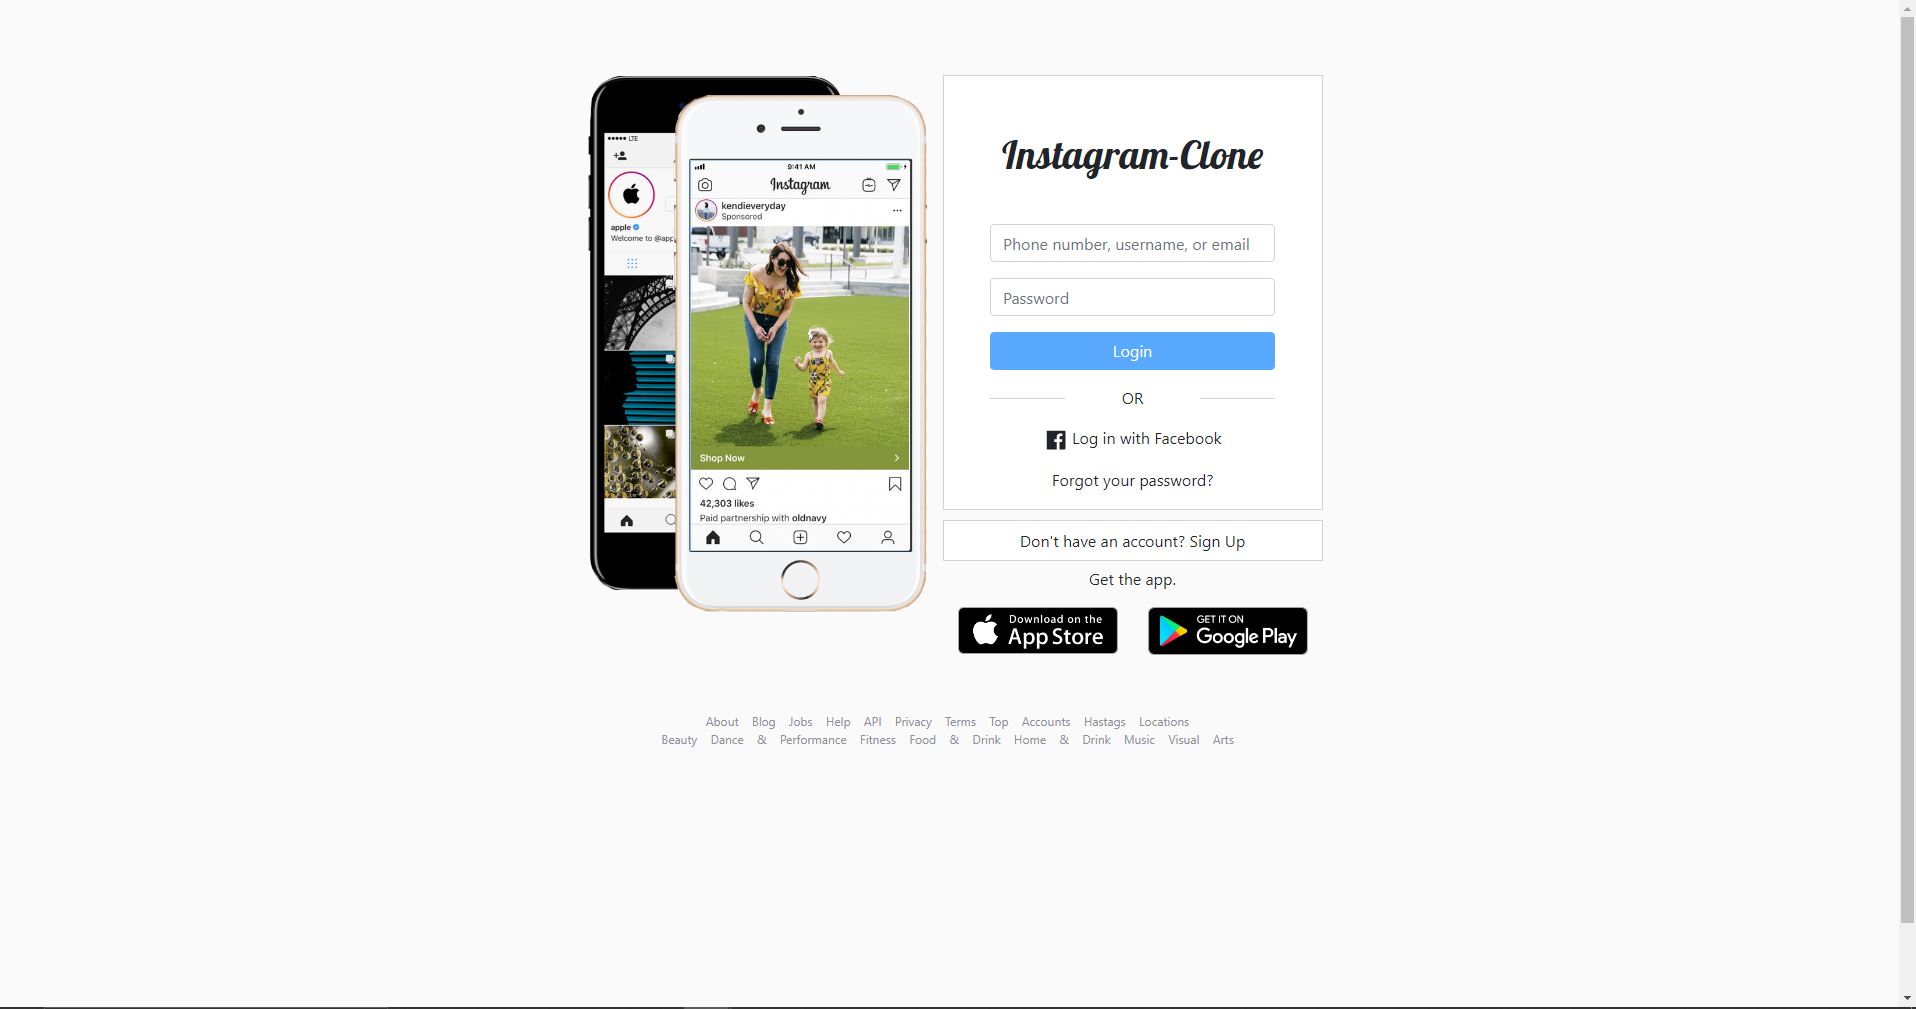 LTE
apple
Welcome to @app
9:41 AM
Instagram
kendieveryday
Sponsored
Shop Now
42,303 likes
Paid partnership with oldnavy
Instagram-Clone
Phone number, username, or email
Password
Login
OR
Log in with Facebook
Forgot your password?
Don't have an account? Sign Up
Get the app.
Download on the
App Store
GET IT ON
Google Play
About Blog Jobs Help API Privacy Terms Top Accounts Hastags Locations
Beauty Dance & Performance Fitness Food & Drink Home & Drink Music Visual Arts